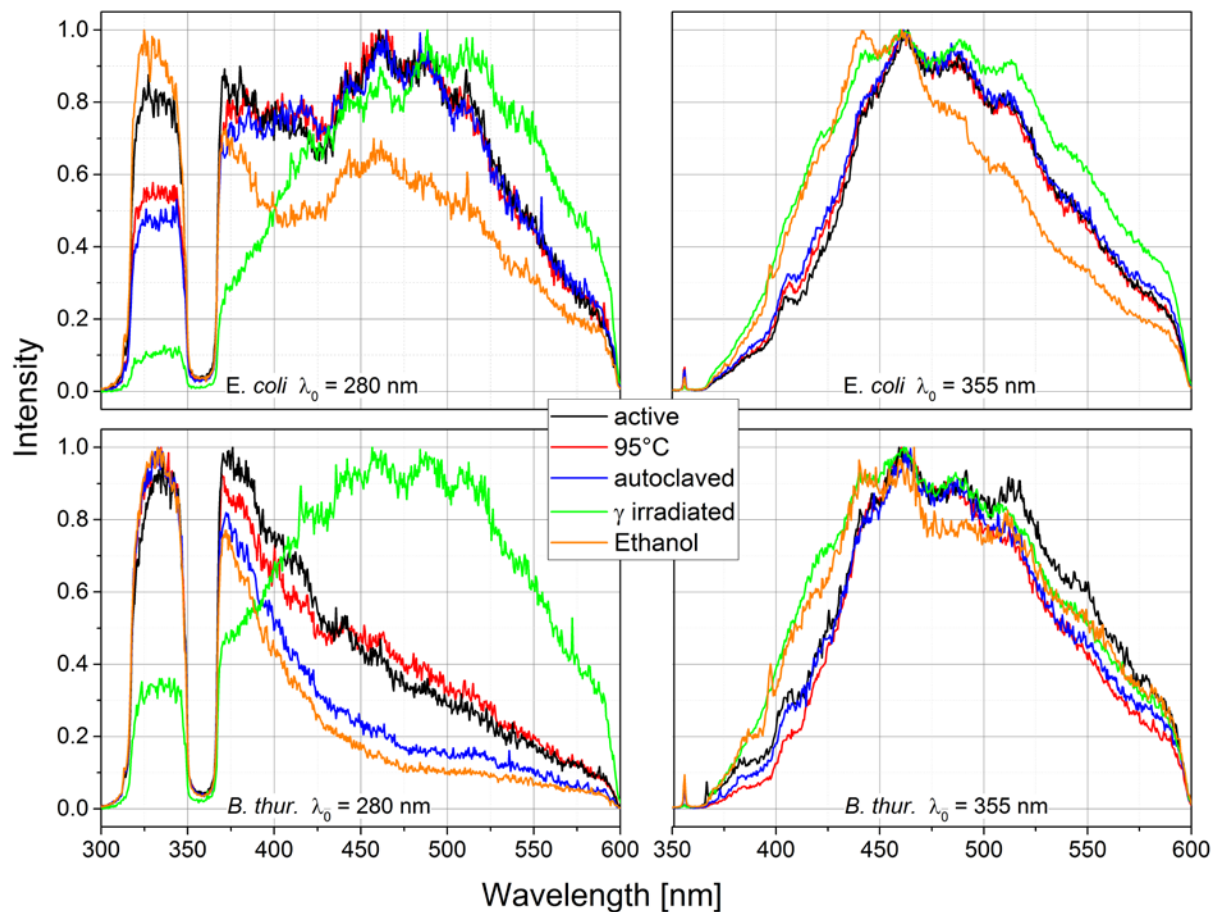 1.0
0.8
0.6
0.4
0.2
0.0
E. coli λ0 = 280 nm
E. coli λ0 = 355 nm
Intensity
active
95°C
autoclaved
γ irradiated
Ethanol
1.0
0.8
0.6
0.4
0.2
0.0
B. thur. λ0 = 280 nm
B. thur. λ0 = 355 nm
300 350 400 450 500 550 600
350 400 450 500 550 600
Wavelength [nm]